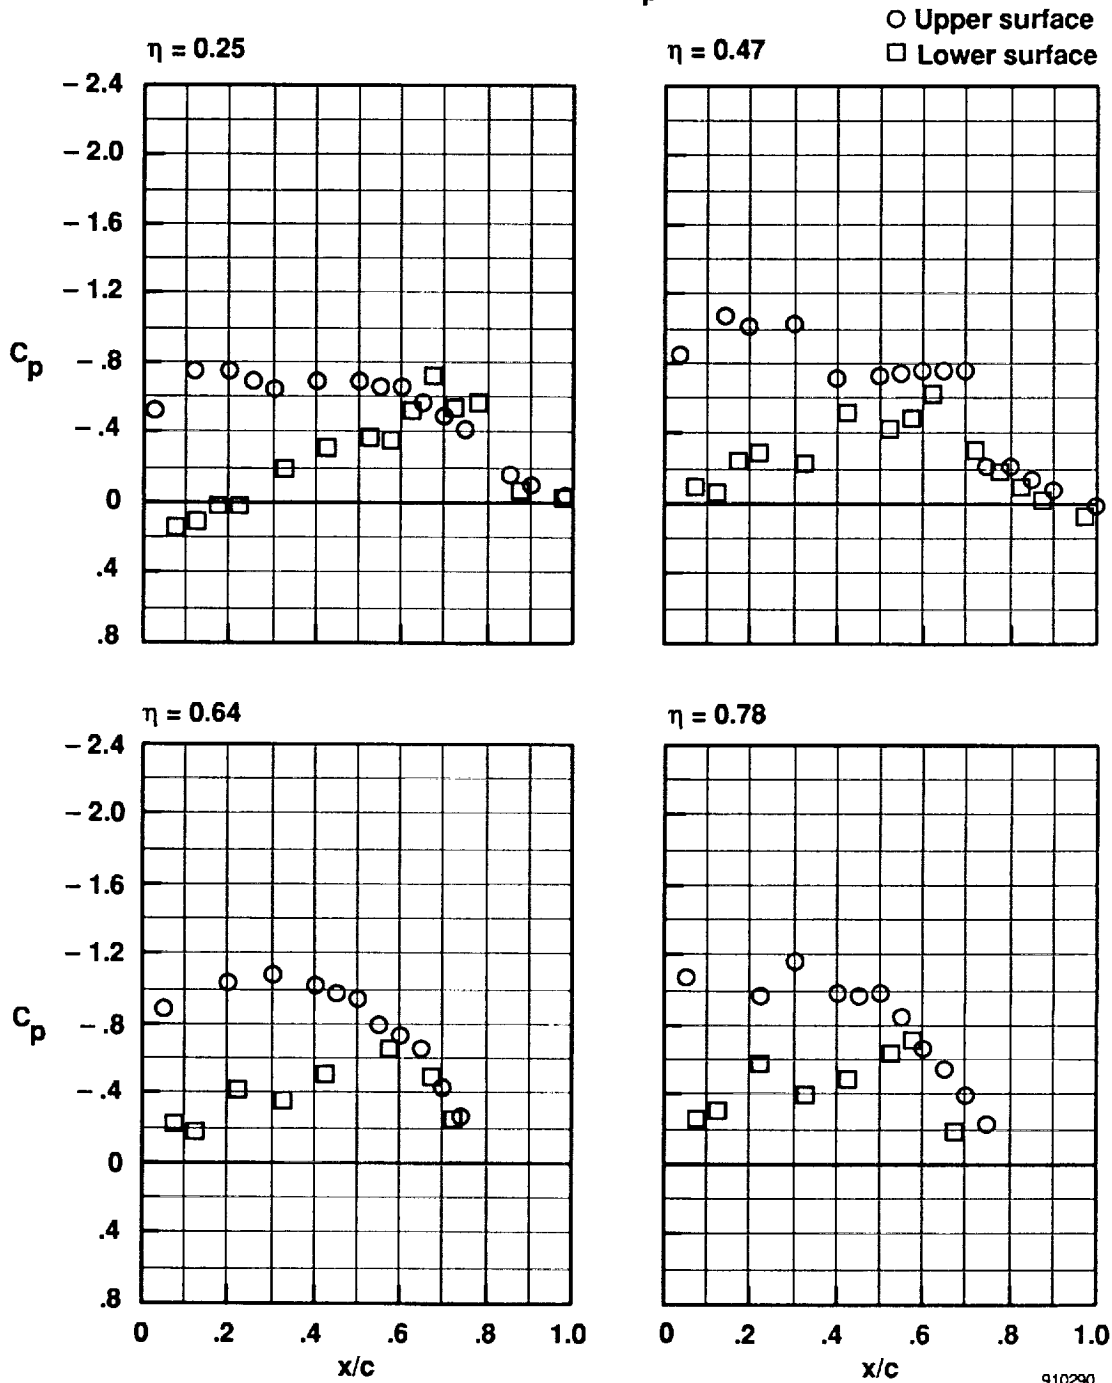 p
Upper surface
Lower surface
η = 0.25
η = 0.47
– 2.4
– 2.0
– 1.6
– 1.2
– .8
– .4
0
.4
.8
Cp
η = 0.64
η = 0.78
– 2.4
– 2.0
– 1.6
– 1.2
– .8
– .4
0
.4
.8
Cp
0 .2 .4 .6 .8 1.0
x/c
0 .2 .4 .6 .8 1.0
x/c
910290